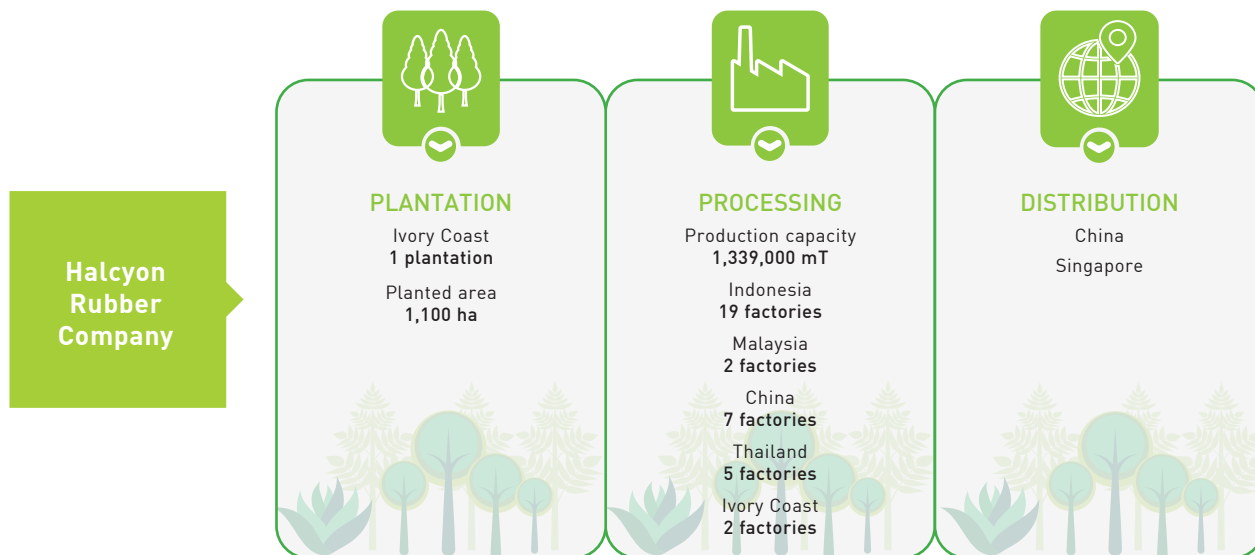 Halcyon
Rubber
Company
PLANTATION
Ivory Coast
1 plantation
Planted area
1,100 ha
PROCESSING
Production capacity
1,339,000 mT
Indonesia
19 factories
Malaysia
2 factories
China
7 factories
Thailand
5 factories
Ivory Coast
2 factories
DISTRIBUTION
China
Singapore